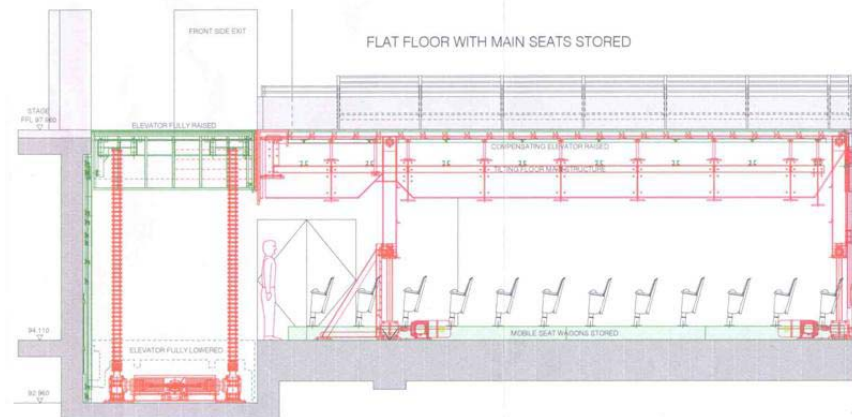 FRONT SIDE EXIT
FLAT FLOOR WITH MAIN SEATS STORED
STAGE
FFL 97.960
ELEVATOR FULLY RAISED
COMPENSATING ELEVATOR RAISED
TILTING FLOOR MAIN STRUCTURE
94.110
MOBILE SEAT WAGONS STORED
ELEVATOR FULLY LOWERED
92.960